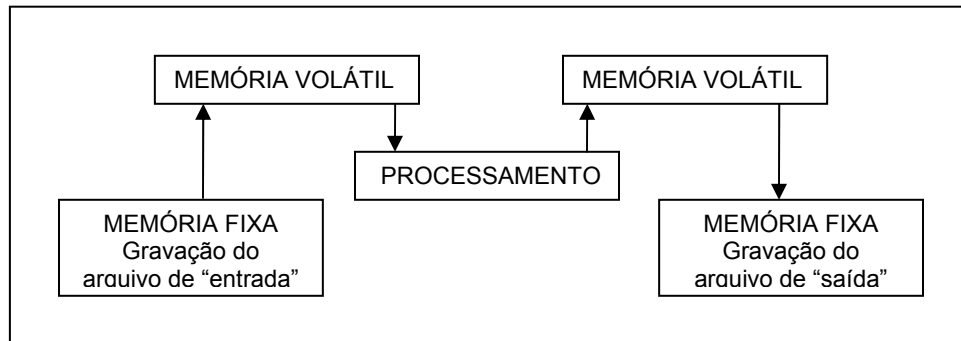 MEMÓRIA VOLÁTIL
MEMÓRIA VOLÁTIL
PROCESSAMENTO
MEMÓRIA FIXA
Gravação do
arquivo de “entrada”
MEMÓRIA FIXA
Gravação do
arquivo de “saída”